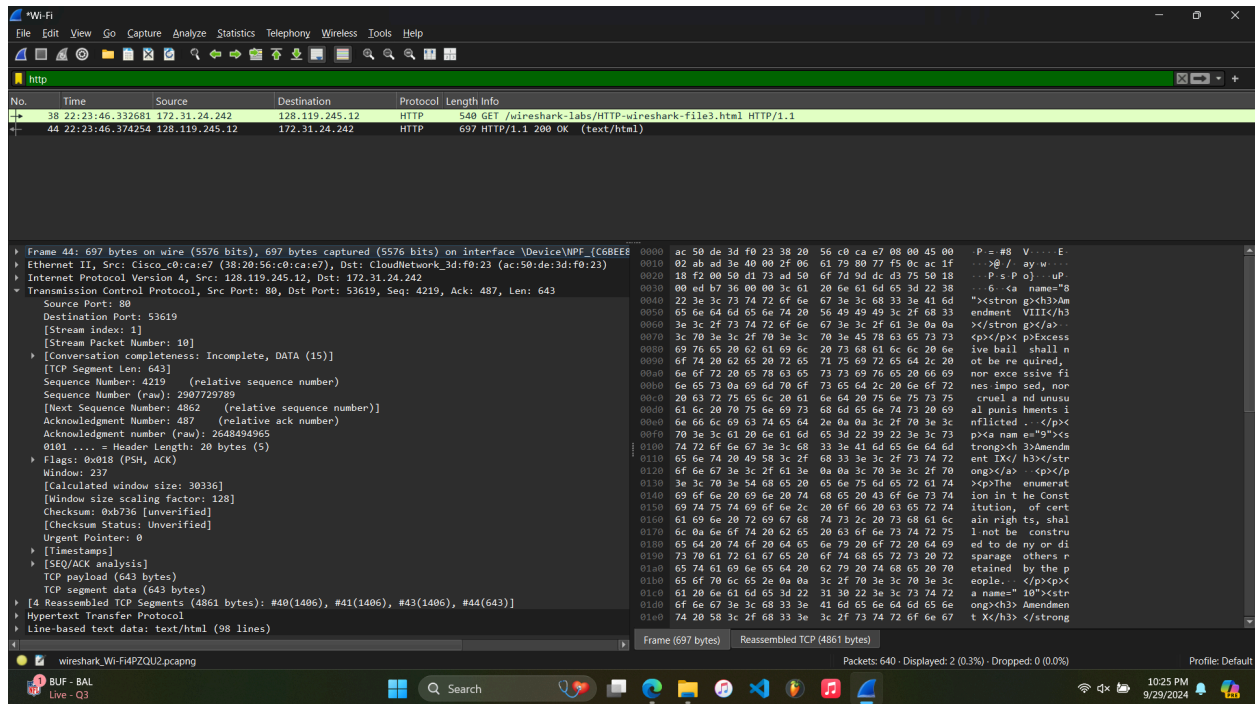 *Wi-Fi
File Edit View Go Capture Analyze Statistics Telephony Wireless Tools Help
http
No. Time Source Destination Protocol Length Info
38 22:23:46.332681 172.31.24.242 128.119.245.12 HTTP 540 GET /wireshark-labs/HTTP-wireshark-file3.html HTTP/1.1
44 22:23:46.374254 128.119.245.12 172.31.24.242 HTTP 697 HTTP/1.1 200 OK (text/html)
Frame 44: 697 bytes on wire (5576 bits), 697 bytes captured (5576 bits) on interface \Device\NPF_{C6BEE8
Ethernet II, Src: Cisco_c0:ca:e7 (38:20:56:c0:ca:e7), Dst: CloudNetwork_3d:f0:23 (ac:50:de:3d:f0:23)
Internet Protocol Version 4, Src: 128.119.245.12, Dst: 172.31.24.242
Transmission Control Protocol, Src Port: 80, Dst Port: 53619, Seq: 4219, Ack: 487, Len: 643
Source Port: 80
Destination Port: 53619
[Stream index: 1]
[Stream Packet Number: 10]
[Conversation completeness: Incomplete, DATA (15)]
[TCP Segment Len: 643]
Sequence Number: 4219 (relative sequence number)
Sequence Number (raw): 2907729789
[Next Sequence Number: 4862 (relative sequence number)]
Acknowledgment Number: 487 (relative ack number)
Acknowledgment number (raw): 2648494965
0101 .... = Header Length: 20 bytes (5)
Flags: 0x018 (PSH, ACK)
Window: 237
[Calculated window size: 30336]
[Window size scaling factor: 128]
Checksum: 0xb736 [unverified]
[Checksum Status: Unverified]
Urgent Pointer: 0
[Timestamps]
[SEQ/ACK analysis]
TCP payload (643 bytes)
TCP segment data (643 bytes)
[4 Reassembled TCP Segments (4861 bytes): #40(1406), #41(1406), #43(1406), #44(643)]
Hypertext Transfer Protocol
Line-based text data: text/html (98 lines)
0000 ac 50 de 3d f0 23 38 20 56 c0 ca e7 08 00 45 00 ·P·=·#8 V·····E·
0010 02 ab ad 3e 40 00 2f 06 61 79 80 77 f5 0c ac 1f ···>@·/· ay·w····
0020 18 f2 00 50 d1 73 ad 50 6f 7d 9d dc d3 75 50 18 ···P·s·P o}···uP·
0030 00 ed b7 36 00 00 3c 61 20 6e 61 6d 65 3d 22 38 ···6··<a name="8
0040 22 3e 3c 73 74 72 6f 6e 67 3e 3c 68 33 3e 41 6d "><stron g><h3>Am
0050 65 6e 64 6d 65 6e 74 20 56 49 49 49 3c 2f 68 33 endment VIII</h3
0060 3e 3c 2f 73 74 72 6f 6e 67 3e 3c 2f 61 3e 0a 0a ></stron g></a>··
0070 3c 70 3e 3c 2f 70 3e 3c 70 3e 45 78 63 65 73 73 <p></p>< p>Excess
0080 69 76 65 20 62 61 69 6c 20 73 68 61 6c 6c 20 6e ive bail shall n
0090 6f 74 20 62 65 20 72 65 71 75 69 72 65 64 2c 20 ot be re quired,
00a0 6e 6f 72 20 65 78 63 65 73 73 69 76 65 20 66 69 nor exce ssive fi
00b0 6e 65 73 0a 69 6d 70 6f 73 65 64 2c 20 6e 6f 72 nes·impo sed, nor
00c0 20 63 72 75 65 6c 20 61 6e 64 20 75 6e 75 73 75 cruel a nd unusu
00d0 61 6c 20 70 75 6e 69 73 68 6d 65 6e 74 73 20 69 al punis hments i
00e0 6e 66 6c 69 63 74 65 64 2e 0a 0a 3c 2f 70 3e 3c nflicted .··</p><
00f0 70 3e 3c 61 20 6e 61 6d 65 3d 22 39 22 3e 3c 73 p><a nam e="9"><s
0100 74 72 6f 6e 67 3e 3c 68 33 3e 41 6d 65 6e 64 6d trong><h 3>Amendm
0110 65 6e 74 20 49 58 3c 2f 68 33 3e 3c 2f 73 74 72 ent IX</ h3></str
0120 6f 6e 67 3e 3c 2f 61 3e 0a 0a 3c 70 3e 3c 2f 70 ong></a> ··<p></p
0130 3e 3c 70 3e 54 68 65 20 65 6e 75 6d 65 72 61 74 ><p>The enumerat
0140 69 6f 6e 20 69 6e 20 74 68 65 20 43 6f 6e 73 74 ion in t he Const
0150 69 74 75 74 69 6f 6e 2c 20 6f 66 20 63 65 72 74 itution, of cert
0160 61 69 6e 20 72 69 67 68 74 73 2c 20 73 68 61 6c ain righ ts, shal
0170 6c 0a 6e 6f 74 20 62 65 20 63 6f 6e 73 74 72 75 l·not be constru
0180 65 64 20 74 6f 20 64 65 6e 79 20 6f 72 20 64 69 ed to de ny or di
0190 73 70 61 72 61 67 65 20 6f 74 68 65 72 73 20 72 sparage others r
01a0 65 74 61 69 6e 65 64 20 62 79 20 74 68 65 20 70 etained by the p
01b0 65 6f 70 6c 65 2e 0a 0a 3c 2f 70 3e 3c 70 3e 3c eople.·· </p><p><
01c0 61 20 6e 61 6d 65 3d 22 31 30 22 3e 3c 73 74 72 a name=" 10"><str
01d0 6f 6e 67 3e 3c 68 33 3e 41 6d 65 6e 64 6d 65 6e ong><h3> Amendmen
01e0 74 20 58 3c 2f 68 33 3e 3c 2f 73 74 72 6f 6e 67 t X</h3> </strong
Frame (697 bytes) Reassembled TCP (4861 bytes)
wireshark_Wi-Fi4PZQU2.pcapng Packets: 640 · Displayed: 2 (0.3%) · Dropped: 0 (0.0%) Profile: Default
1
BUF - BAL
Live - Q3
Search
10:25 PM
9/29/2024